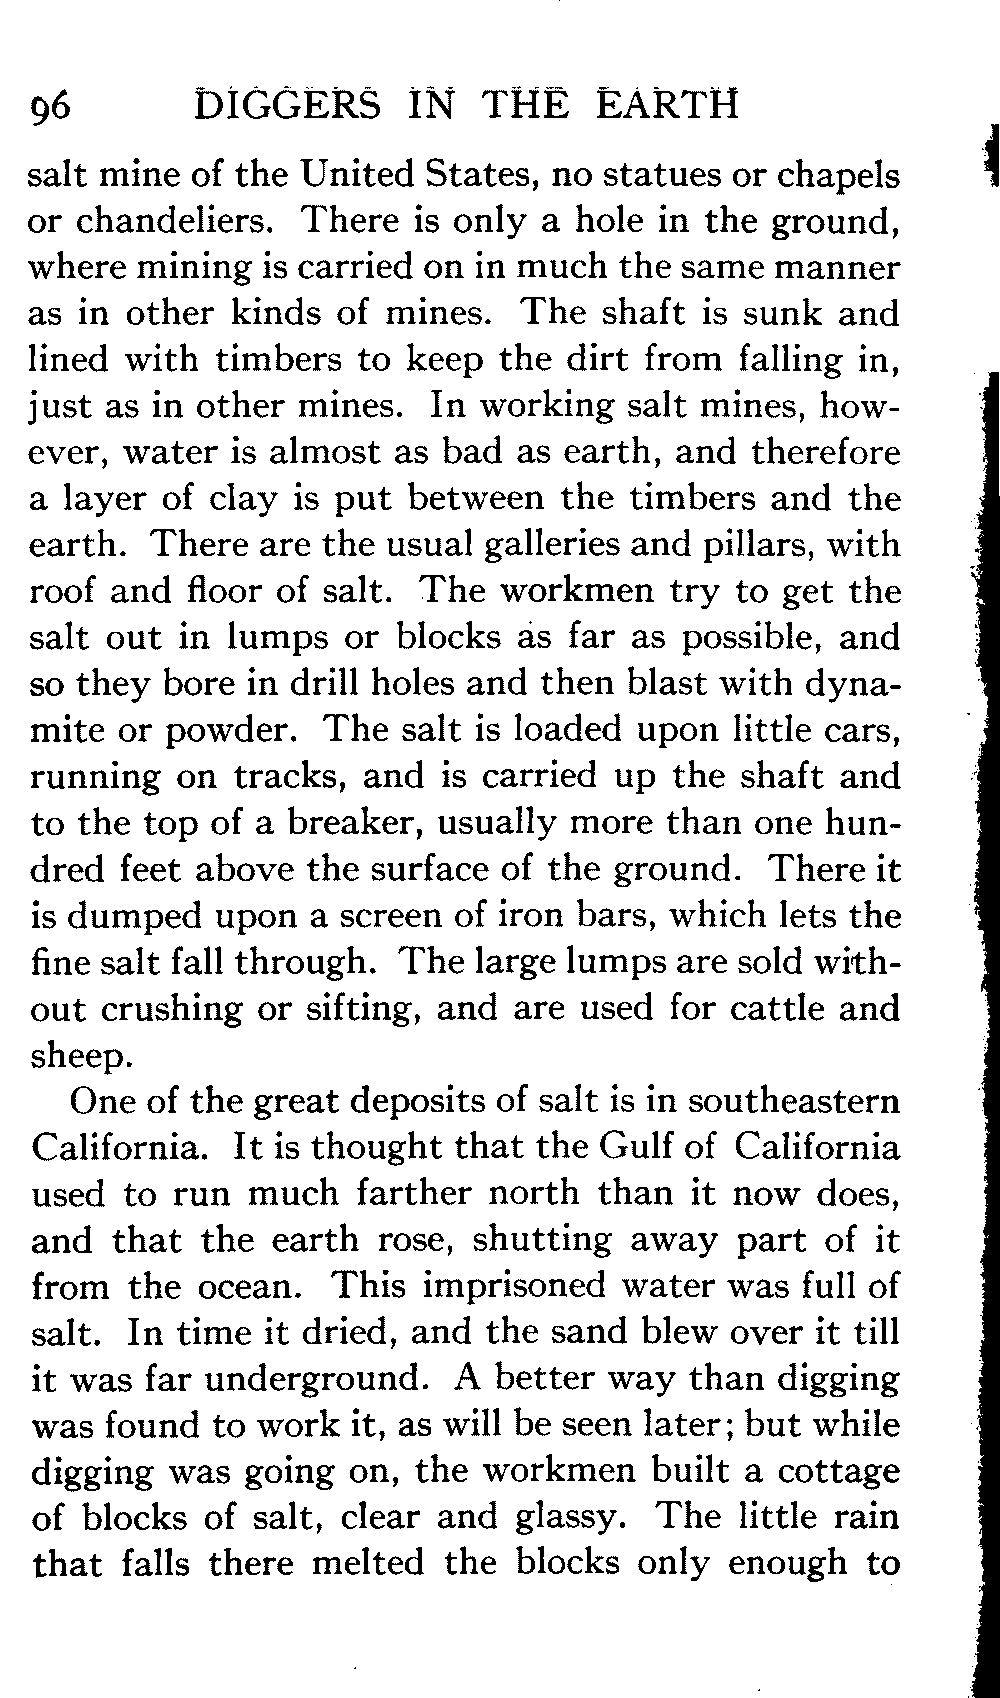 96 DIGGERS IN THE EARTH
salt mine of the United States, no statues or chapels
or chandeliers. There is only a hole in the ground,
where mining is carried on in much the same manner
as in other kinds of mines. The shaft is sunk and
lined with timbers to keep the dirt from falling in,
just as in other mines. In working salt mines, how-
ever, water is almost as bad as earth, and therefore
a layer of clay is put between the timbers and the
earth. There are the usual galleries and pillars, with
roof and floor of salt. The workmen try to get the
salt out in lumps or blocks as far as possible, and
so they bore in drill holes and then blast with dyna-
mite or powder. The salt is loaded upon little cars,
running on tracks, and is carried up the shaft and
to the top of a breaker, usually more than one hun-
dred feet above the surface of the ground. There it
is dumped upon a screen of iron bars, which lets the
fine salt fall through. The large lumps are sold with-
out crushing or sifting, and are used for cattle and
sheep.
One of the great deposits of salt is in southeastern
California. It is thought that the Gulf of California
used to run much farther north than it now does,
and that the earth rose, shutting away part of it
from the ocean. This imprisoned water was full of
salt. In time it dried, and the sand blew over it till
it was far underground. A better way than digging
was found to work it, as will be seen later; but while
digging was going on, the workmen built a cottage
of blocks of salt, clear and glassy. The little rain
that falls there melted the blocks only enough to